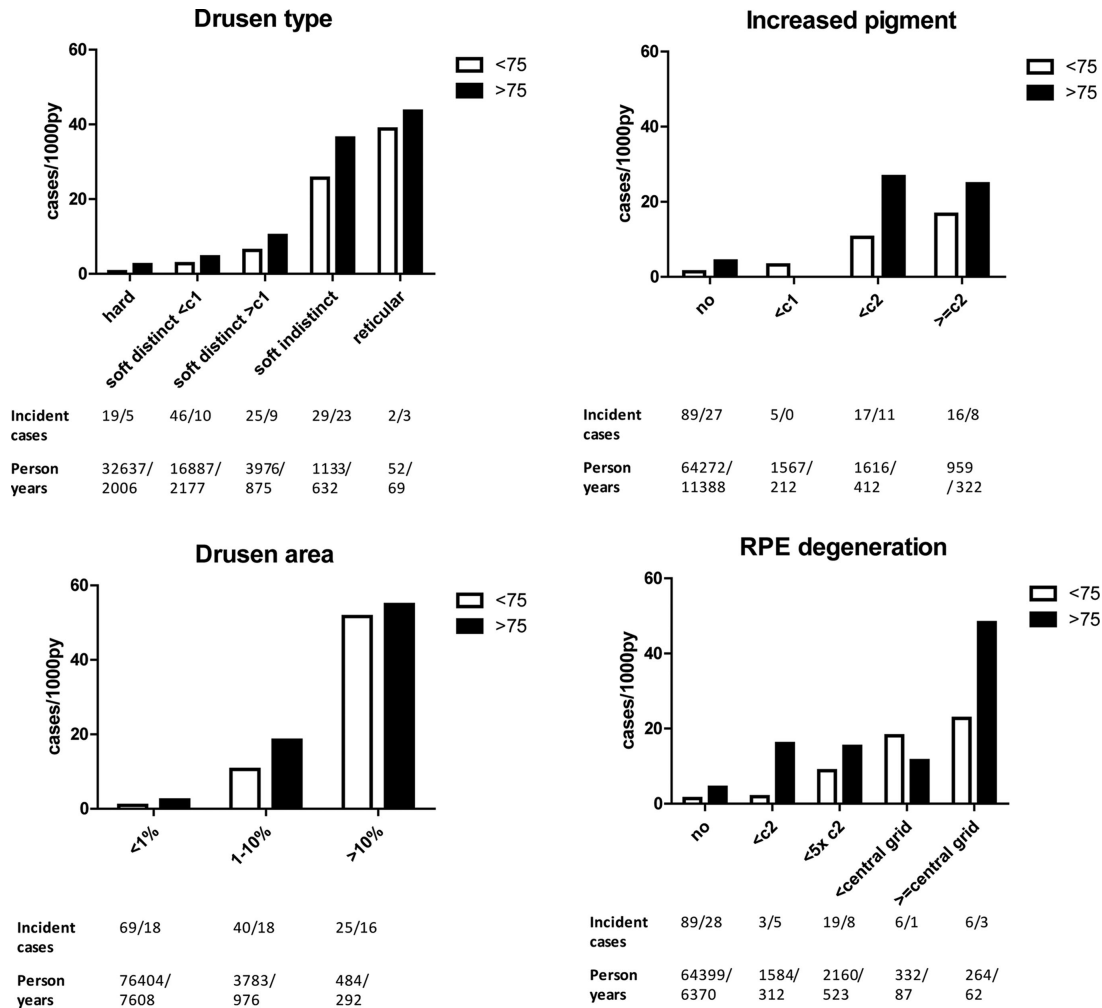 Drusen type
60
40
20
0
cases/1000py
<75
>75
hard
soft distinct <c1
soft distinct >c1
soft indistinct
reticular
Incident cases
19/5 46/10 25/9 29/23 2/3
Person years
32637/ 16887/ 3976/ 1133/ 52/
2006 2177 875 632 69
Increased pigment
60
40
20
0
cases/1000py
<75
>75
no
<c1
<c2
>=c2
Incident cases
89/27 5/0 17/11 16/8
Person years
64272/ 1567/ 1616/ 959
11388 212 412 /322
Drusen area
60
40
20
0
cases/1000py
<75
>75
<1%
1-10%
>10%
Incident cases
69/18 40/18 25/16
Person years
76404/ 3783/ 484/
7608 976 292
RPE degeneration
60
40
20
0
cases/1000py
<75
>75
no
<c2
<5x c2
<central grid
>=central grid
Incident cases
89/28 3/5 19/8 6/1 6/3
Person years
64399/ 1584/ 2160/ 332/ 264/
6370 312 523 87 62